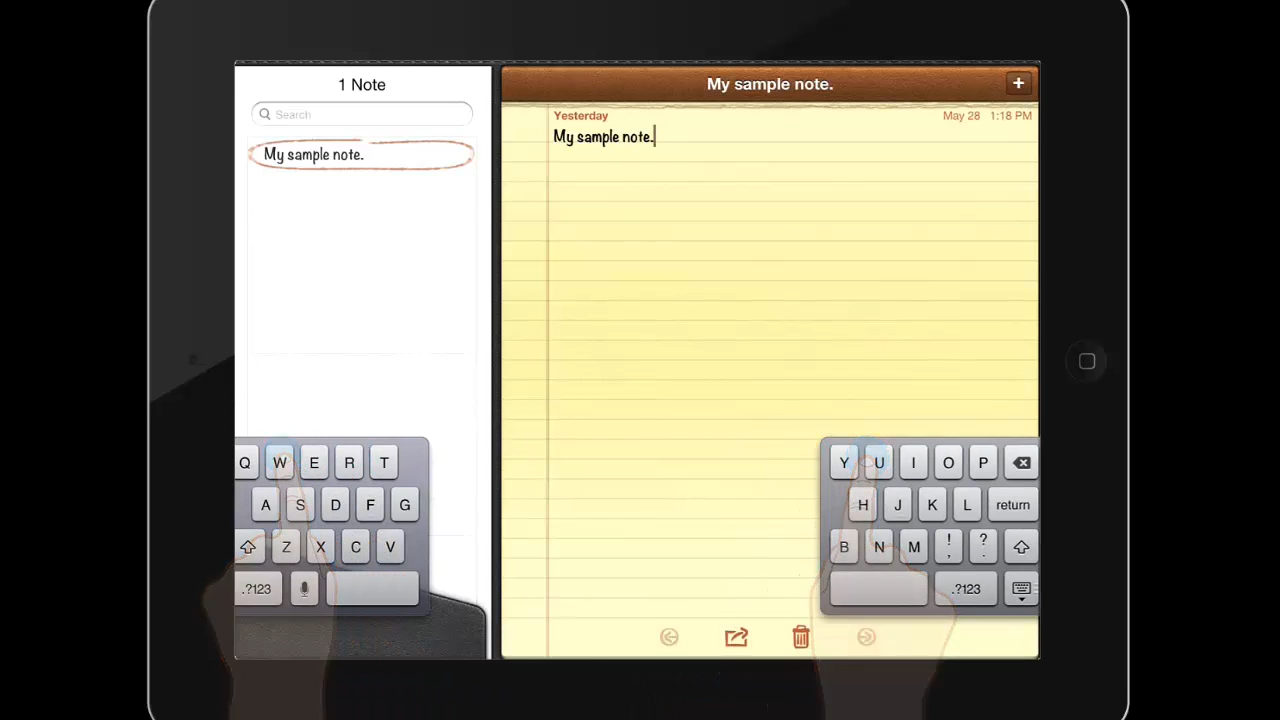 1 Note
Search
My sample note.
My sample note.
+
Yesterday May 28 1:18 PM
My sample note.
Q W E R T
A S D F G
Z X C V
.?123
Y U I O P
H J K L return
B N M ! , ? .
.?123